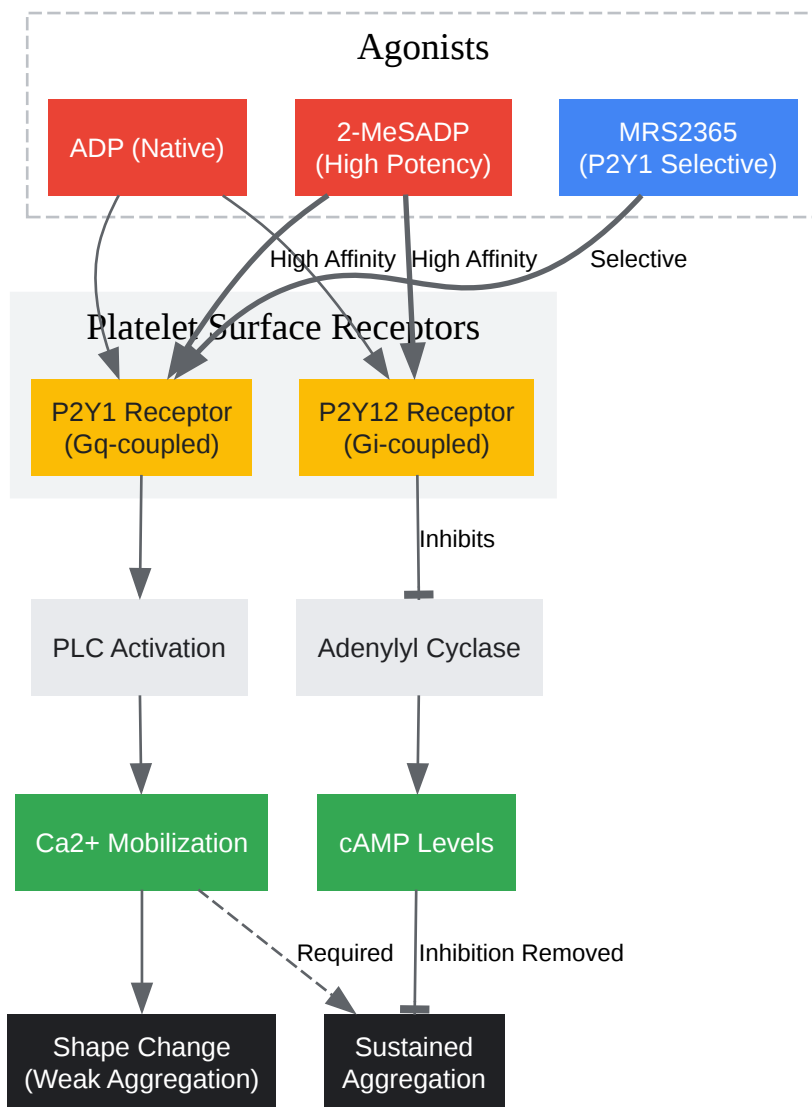 Agonists
ADP (Native)
2-MeSADP
(High Potency)
MRS2365
(P2Y1 Selective)
High Affinity
High Affinity
Selective
Platelet Surface Receptors
P2Y1 Receptor
(Gq-coupled)
P2Y12 Receptor
(Gi-coupled)
Inhibits
PLC Activation
Adenylyl Cyclase
Ca2+ Mobilization
cAMP Levels
Required
Inhibition Removed
Shape Change
(Weak Aggregation)
Sustained
Aggregation